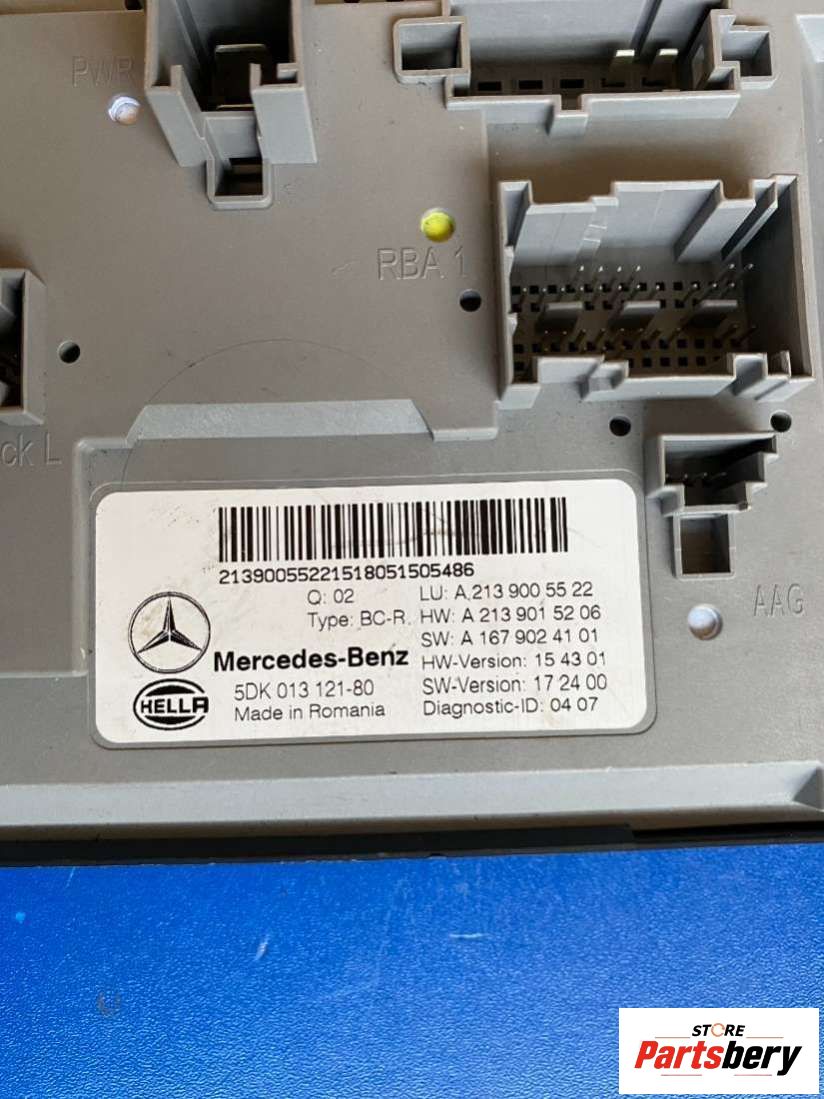 PWR
RBA 1
ck L
AAG
21390055221518051505486
Q: 02
Type: BC-R.
LU: A 213 900 55 22
HW: A 213 901 52 06
SW: A 167 902 41 01
HW-Version: 15 43 01
SW-Version: 17 24 00
Diagnostic-ID: 04 07
Mercedes-Benz
HELLA
5DK 013 121-80
Made in Romania
STORE
Partsbery